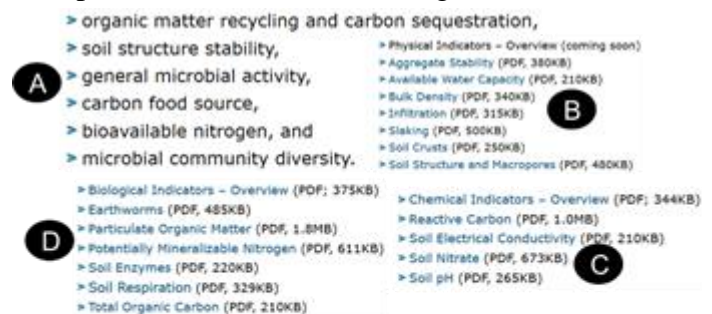 > organic matter recycling and carbon sequestration,
> soil structure stability,
> general microbial activity,
> carbon food source,
> bioavailable nitrogen, and
> microbial community diversity.
A
> Physical Indicators – Overview (coming soon)
> Aggregate Stability (PDF, 380KB)
> Available Water Capacity (PDF, 210KB)
> Bulk Density (PDF, 340KB)
> Infiltration (PDF, 315KB)
> Slaking (PDF, 500KB)
> Soil Crusts (PDF, 250KB)
> Soil Structure and Macropores (PDF, 480KB)
B
> Biological Indicators – Overview (PDF; 375KB)
> Earthworms (PDF, 485KB)
> Particulate Organic Matter (PDF, 1.8MB)
> Potentially Mineralizable Nitrogen (PDF, 611KB)
> Soil Enzymes (PDF, 220KB)
> Soil Respiration (PDF, 329KB)
> Total Organic Carbon (PDF, 210KB)
D
> Chemical Indicators – Overview (PDF; 344KB)
> Reactive Carbon (PDF, 1.0MB)
> Soil Electrical Conductivity (PDF, 210KB)
> Soil Nitrate (PDF, 673KB)
> Soil pH (PDF, 265KB)
C